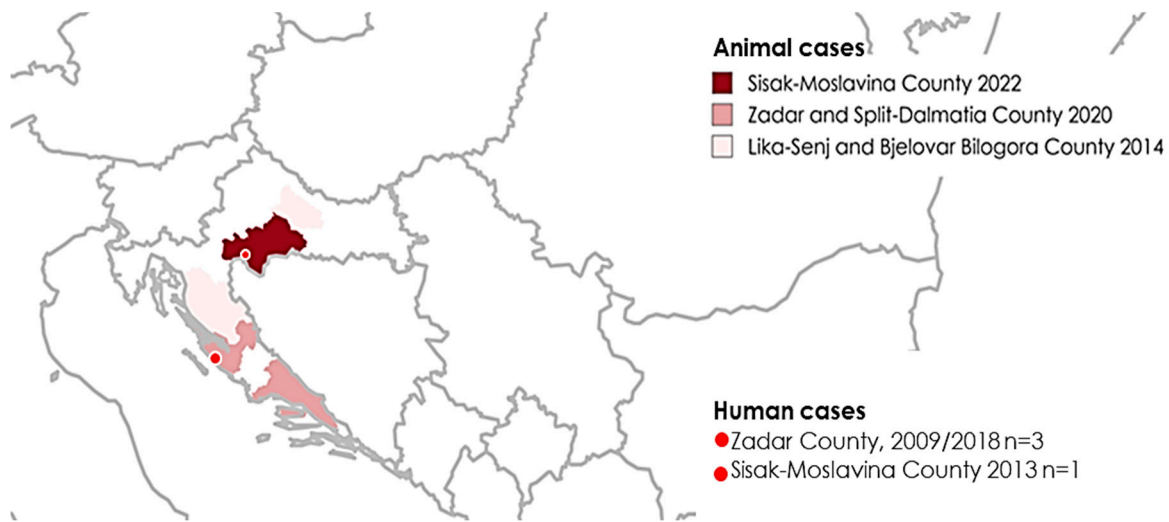 Animal cases
Sisak-Moslavina County 2022
Zadar and Split-Dalmatia County 2020
Lika-Senj and Bjelovar Bilogora County 2014
Human cases
Zadar County, 2009/2018 n=3
Sisak-Moslavina County 2013 n=1